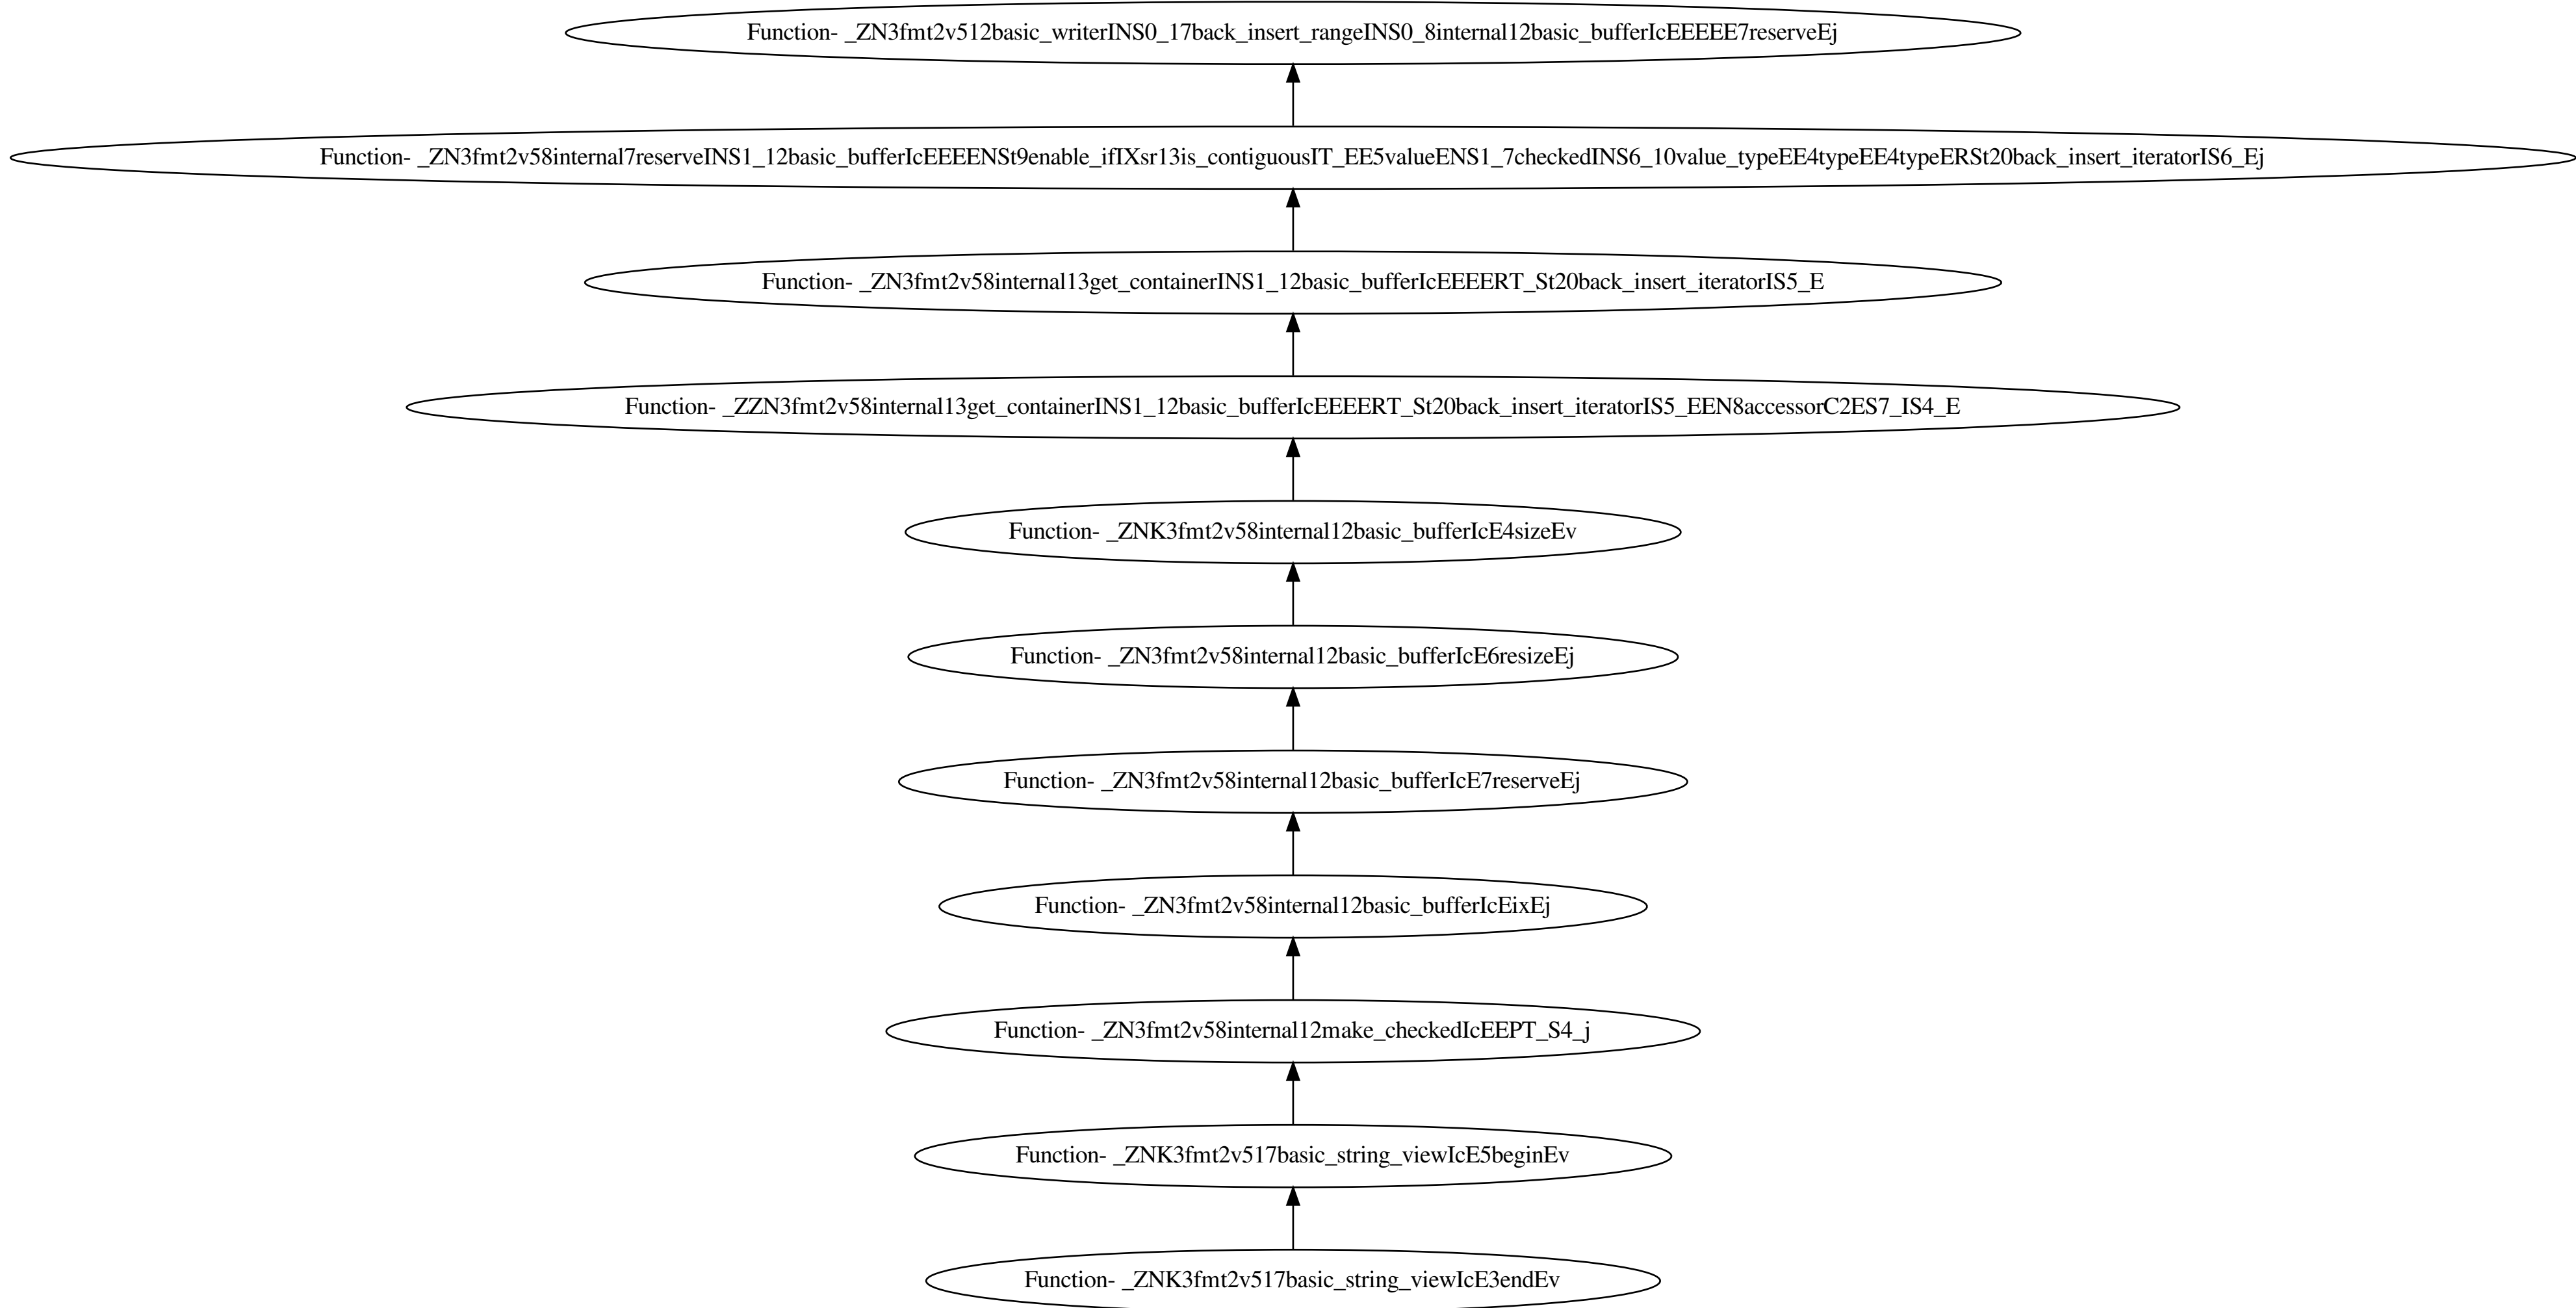 Function- _ZN3fmt2v512basic_writerINS0_17back_insert_rangeINS0_8internal12basic_bufferIcEEEEE7reserveEj
Function- _ZN3fmt2v58internal7reserveINS1_12basic_bufferIcEEEENSt9enable_ifIXsr13is_contiguousIT_EE5valueENS1_7checkedINS6_10value_typeEE4typeEE4typeERSt20back_insert_iteratorIS6_Ej
Function- _ZN3fmt2v58internal13get_containerINS1_12basic_bufferIcEEEERT_St20back_insert_iteratorIS5_E
Function- _ZZN3fmt2v58internal13get_containerINS1_12basic_bufferIcEEEERT_St20back_insert_iteratorIS5_EEN8accessorC2ES7_IS4_E
Function- _ZNK3fmt2v58internal12basic_bufferIcE4sizeEv
Function- _ZN3fmt2v58internal12basic_bufferIcE6resizeEj
Function- _ZN3fmt2v58internal12basic_bufferIcE7reserveEj
Function- _ZN3fmt2v58internal12basic_bufferIcEixEj
Function- _ZN3fmt2v58internal12make_checkedIcEEPT_S4_j
Function- _ZNK3fmt2v517basic_string_viewIcE5beginEv
Function- _ZNK3fmt2v517basic_string_viewIcE3endEv